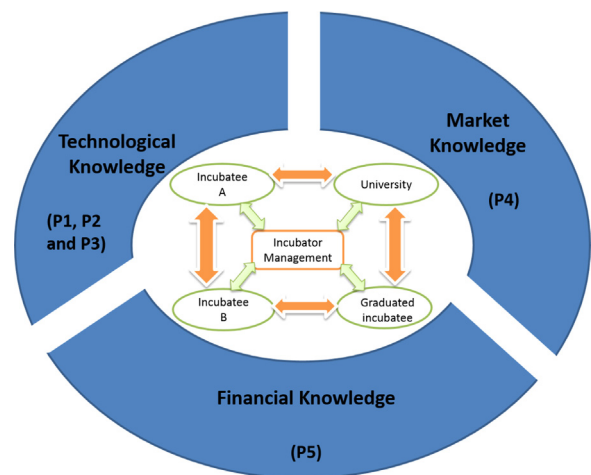 Technological
Knowledge
(P1, P2
and P3)
Market
Knowledge
(P4)
Incubatee
A
University
Incubator
Management
Incubatee
B
Graduated
incubatee
Financial Knowledge
(P5)